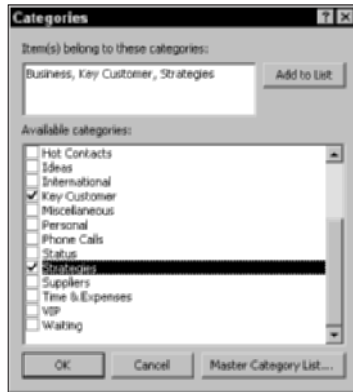 Categories
Item(s) belong to these categories:
Business, Key Customer, Strategies
Add to List
Available categories:
Hot Contacts
Ideas
International
Key Customer
Miscellaneous
Personal
Phone Calls
Status
Strategies
Suppliers
Time & Expenses
VIP
Waiting
OK
Cancel
Master Category List...